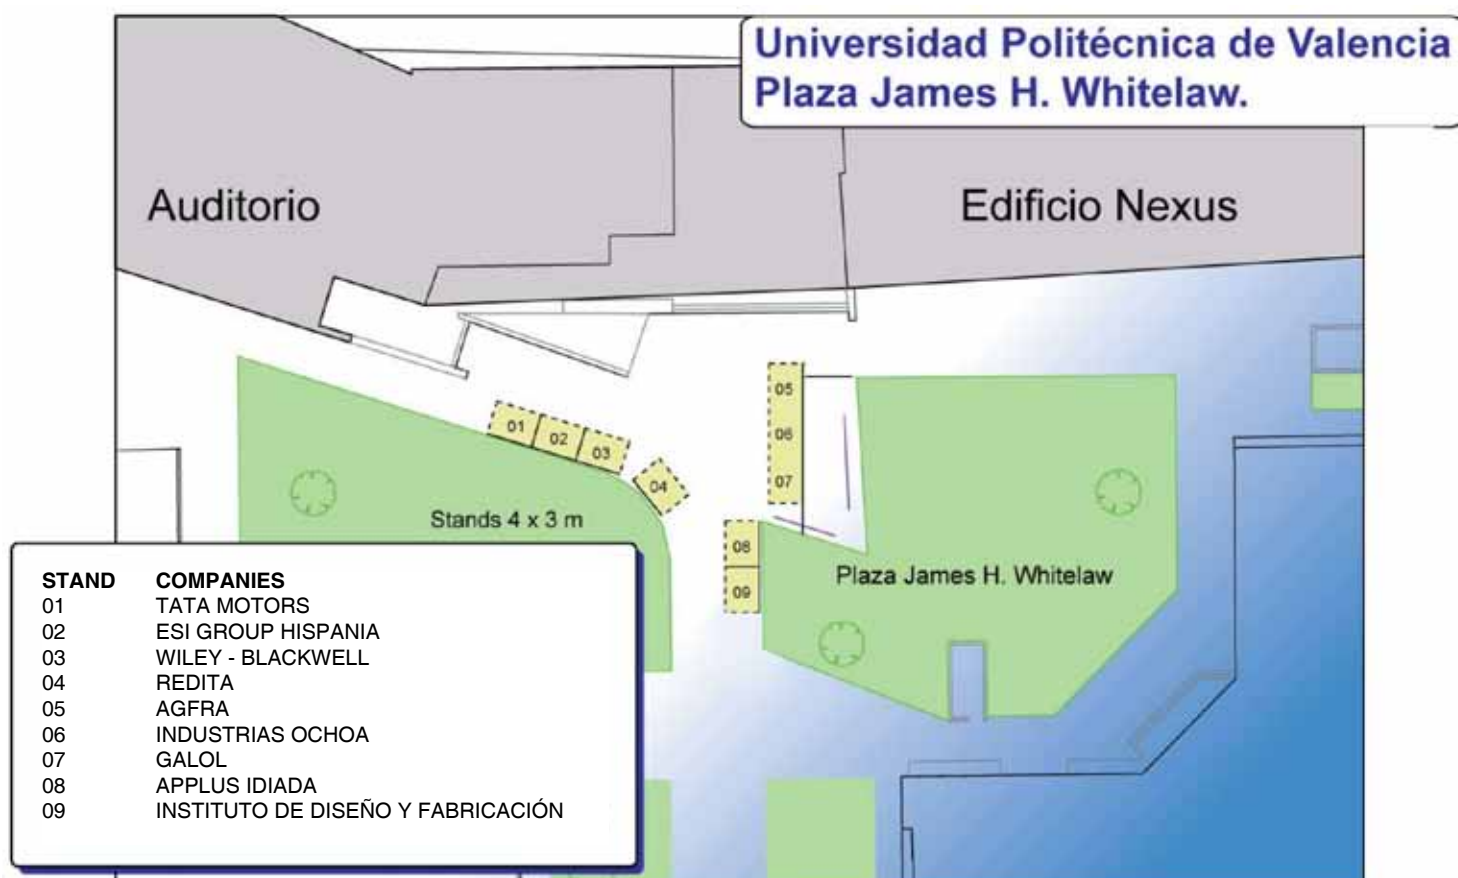 Universidad Politécnica de Valencia
Plaza James H. Whitelaw.
Auditorio
Edificio Nexus
01
02
03
04
05
06
07
08
09
Stands 4 x 3 m
Plaza James H. Whitelaw
STAND COMPANIES
01 TATA MOTORS
02 ESI GROUP HISPANIA
03 WILEY - BLACKWELL
04 REDITA
05 AGFRA
06 INDUSTRIAS OCHOA
07 GALOL
08 APPLUS IDIADA
09 INSTITUTO DE DISEÑO Y FABRICACIÓN